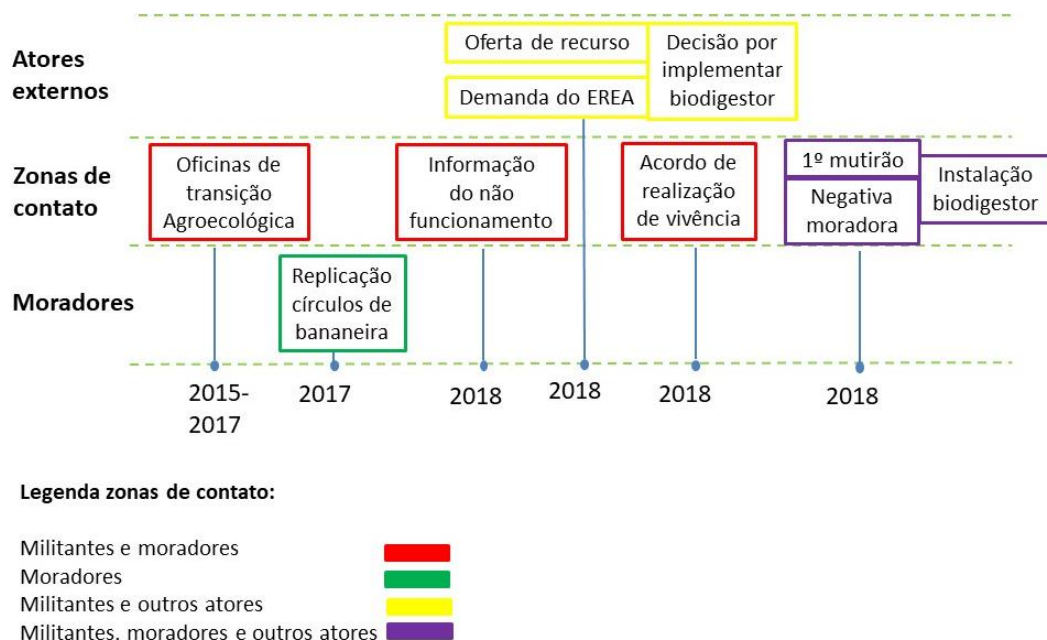 Atores
externos
Oferta de recurso
Demanda do EREA
Decisão por
implementar
biodigestor
Zonas de
contato
Oficinas de
transição
Agroecológica
Informação
do não
funcionamento
Acordo de
realização
de vivência
1º mutirão
Negativa
moradora
Instalação
biodigestor
Moradores
Replicação
círculos de
bananeira
2015-
2017
2017
2018
2018
2018
2018
Legenda zonas de contato:
Militantes e moradores
Moradores
Militantes e outros atores
Militantes, moradores e outros atores